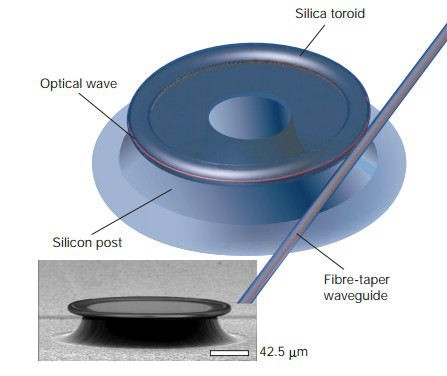 Silica toroid
Optical wave
Silicon post
Fibre-taper
waveguide
42.5 μm